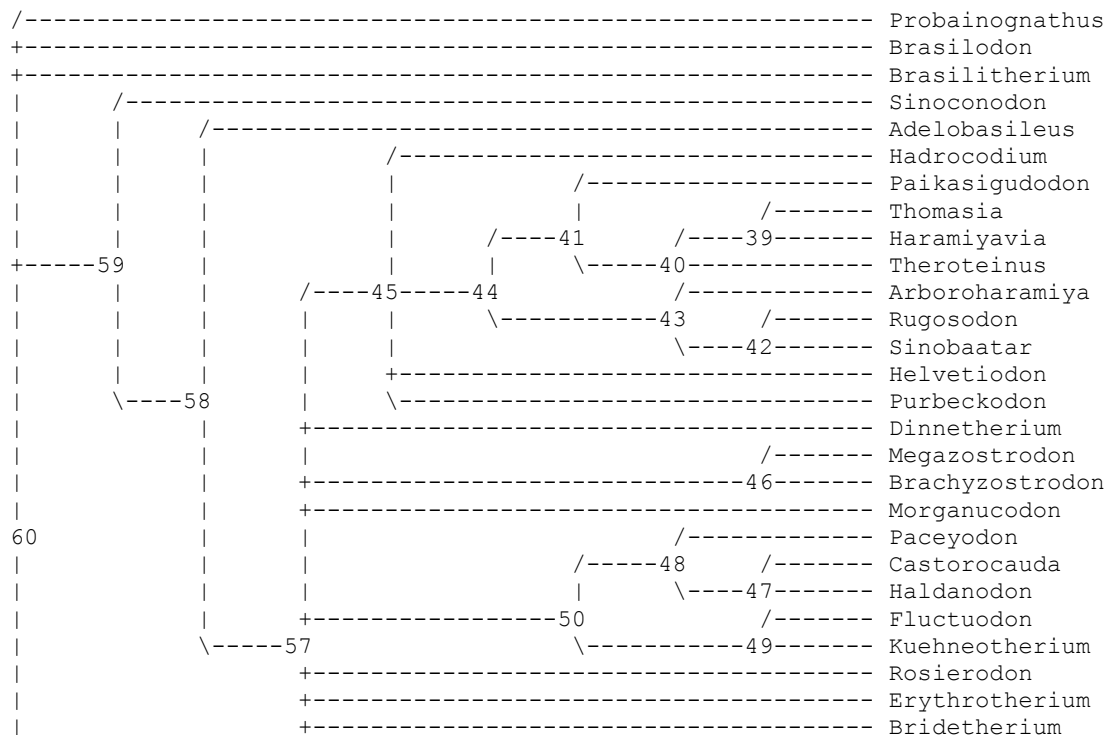 /----------------------------------------------------------- Probainognathus
+----------------------------------------------------------- Brasilodon
+----------------------------------------------------------- Brasilitherium
|      /---------------------------------------------------- Sinoconodon
|      |     /---------------------------------------------- Adelobasileus
|      |     |            /--------------------------------- Hadrocodium
|      |     |            |            /-------------------- Paikasigudodon
|      |     |            |            |            /------- Thomasia
|      |     |            |      /----41      /----39------- Haramiyavia
+-----59     |            |      |     \-----40------------- Theroteinus
|      |     |      /----45-----44            /------------- Arboroharamiya
|      |     |      |     |      \-----------43     /------- Rugosodon
|      |     |      |     |                   \----42------- Sinobaatar
|      |     |      |     +--------------------------------- Helvetiodon
|      \----58      |     \--------------------------------- Purbeckodon
|            |      +--------------------------------------- Dinnetherium
|            |      |                               /------- Megazostrodon
|            |      +------------------------------46------- Brachyzostrodon
|            |      +--------------------------------------- Morganucodon
60           |      |                         /------------- Paceyodon
|            |      |                  /-----48     /------- Castorocauda
|            |      |                  |      \----47------- Haldanodon
|            |      +-----------------50            /------- Fluctuodon
|            \-----57                  \-----------49------- Kuehneotherium
|                   +--------------------------------------- Rosierodon
|                   +--------------------------------------- Erythrotherium
|                   +--------------------------------------- Bridetherium